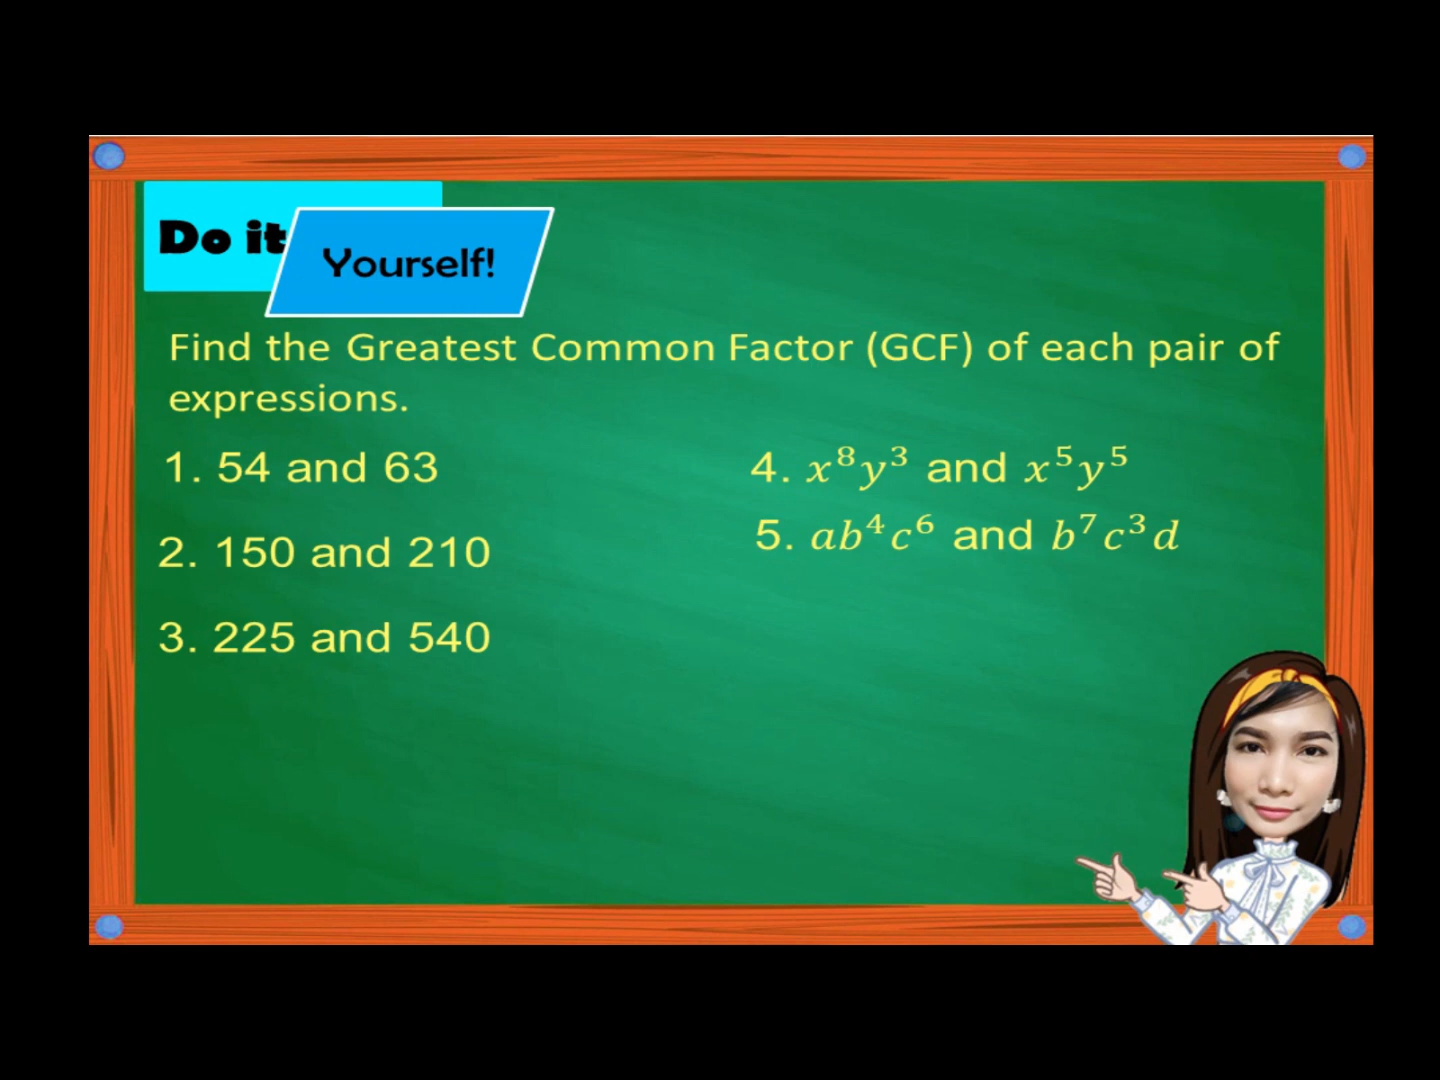 Do it
Yourself!
Find the Greatest Common Factor (GCF) of each pair of
expressions.
1. 54 and 63
2. 150 and 210
3. 225 and 540
4. x⁸y³ and x⁵y⁵
5. ab⁴c⁶ and b⁷c³d